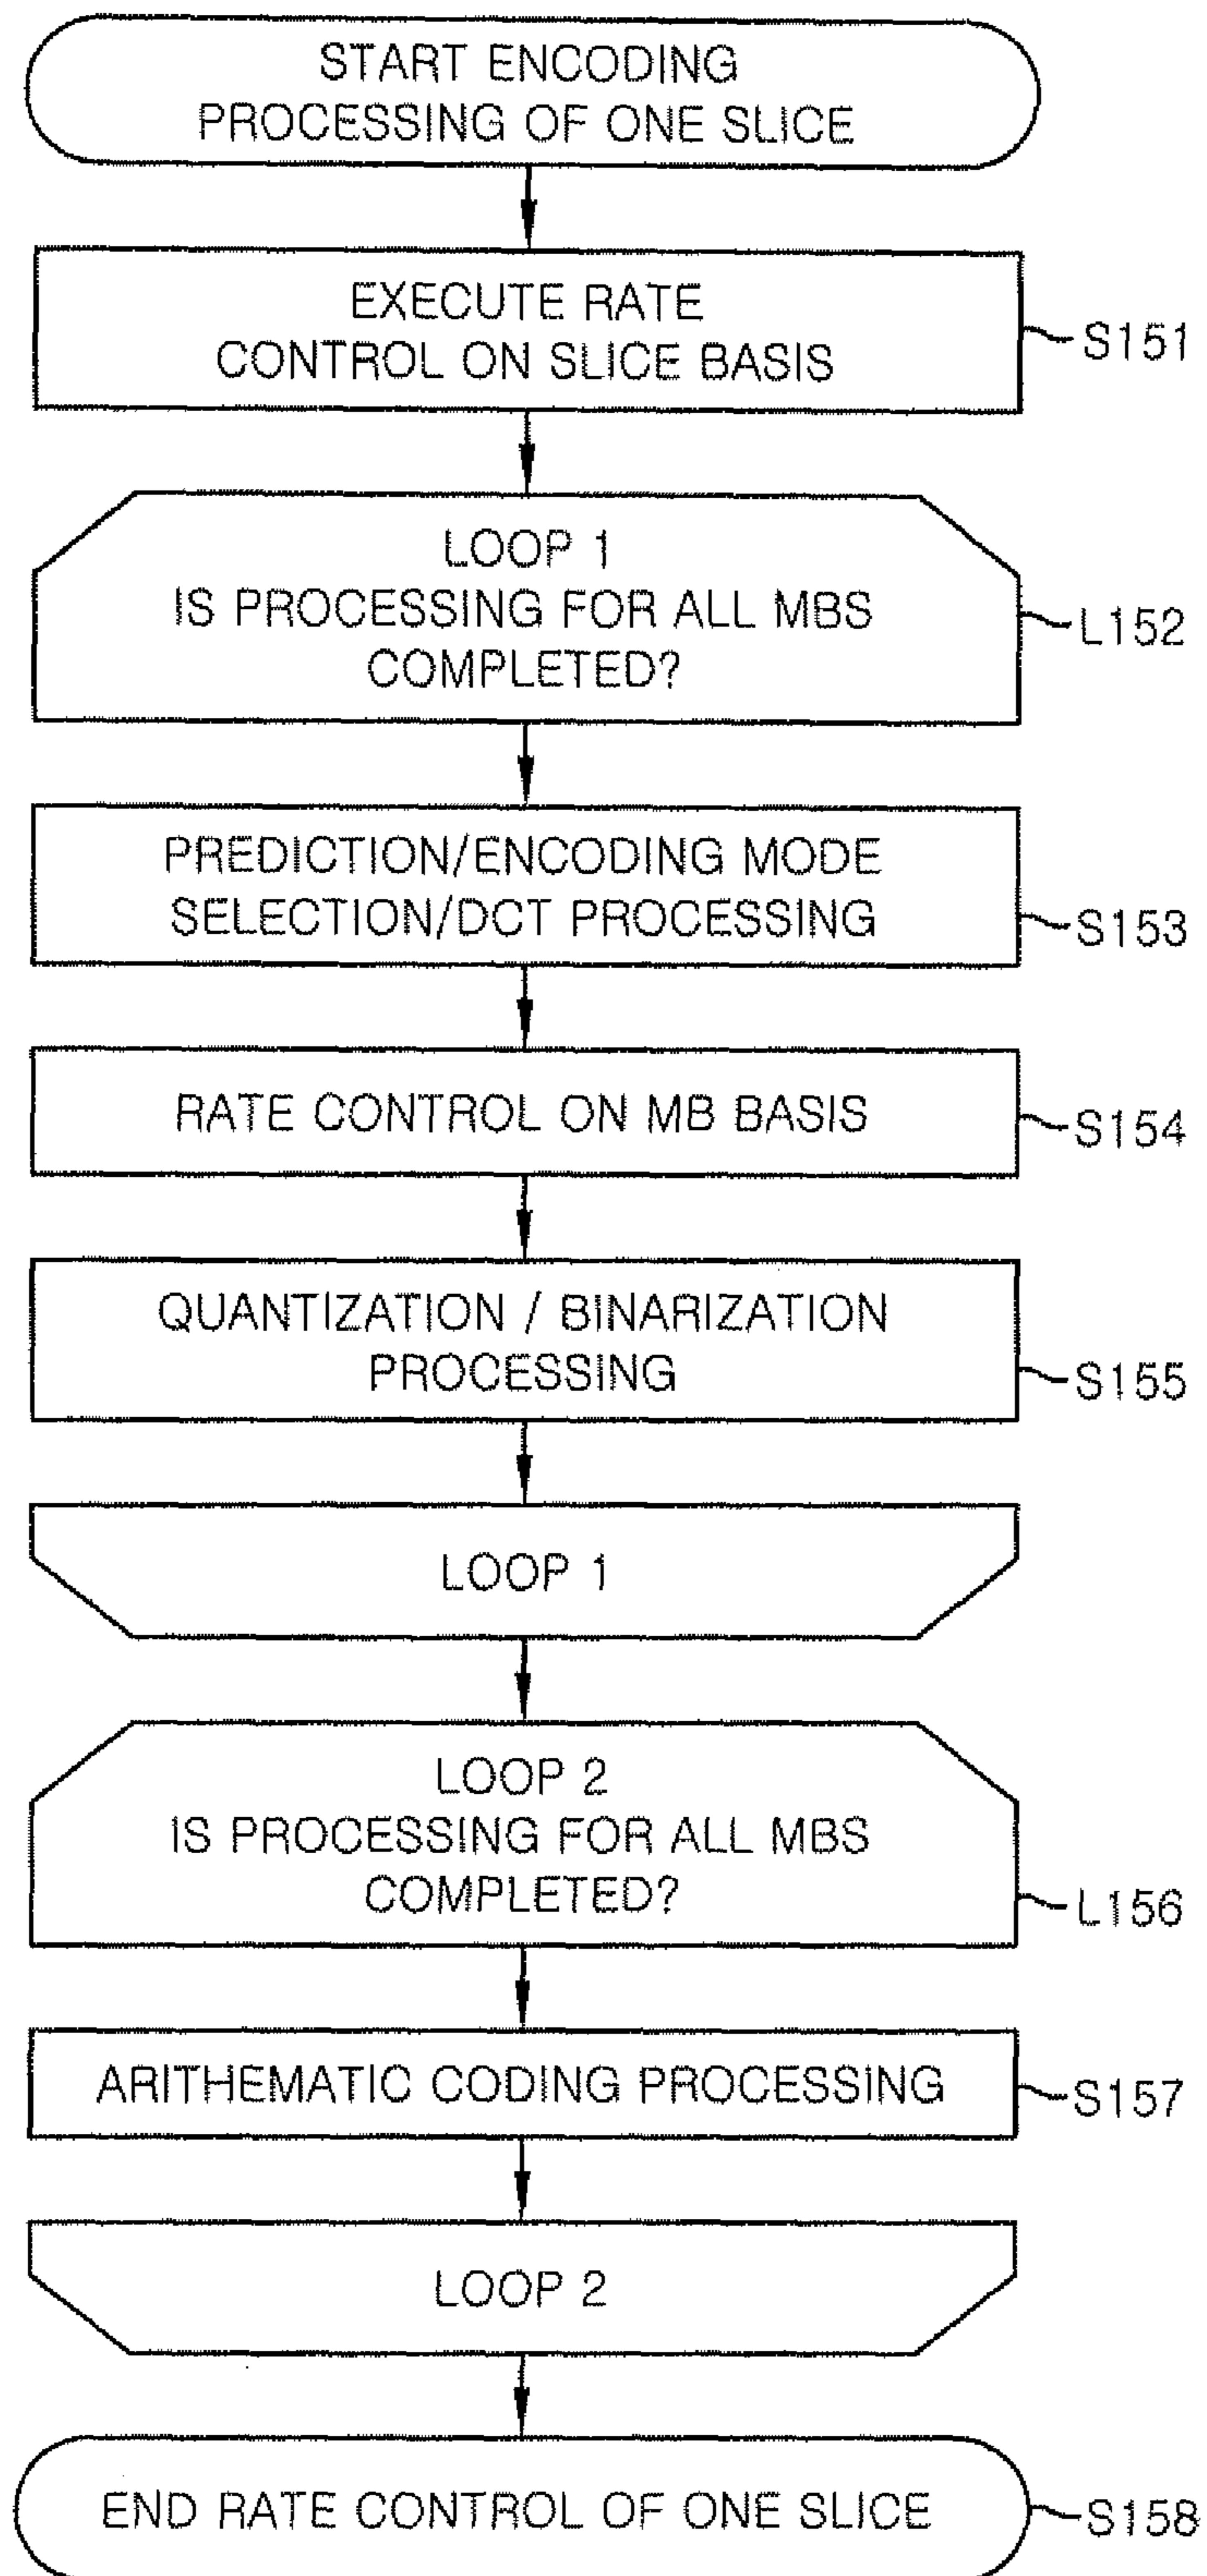 START ENCODING
PROCESSING OF ONE SLICE
EXECUTE RATE
CONTROL ON SLICE BASIS
S151
LOOP 1
IS PROCESSING FOR ALL MBS
COMPLETED?
L152
PREDICTION/ENCODING MODE
SELECTION/DCT PROCESSING
S153
RATE CONTROL ON MB BASIS
S154
QUANTIZATION / BINARIZATION
PROCESSING
S155
LOOP 1
LOOP 2
IS PROCESSING FOR ALL MBS
COMPLETED?
L156
ARITHEMATIC CODING PROCESSING
S157
LOOP 2
END RATE CONTROL OF ONE SLICE
S158